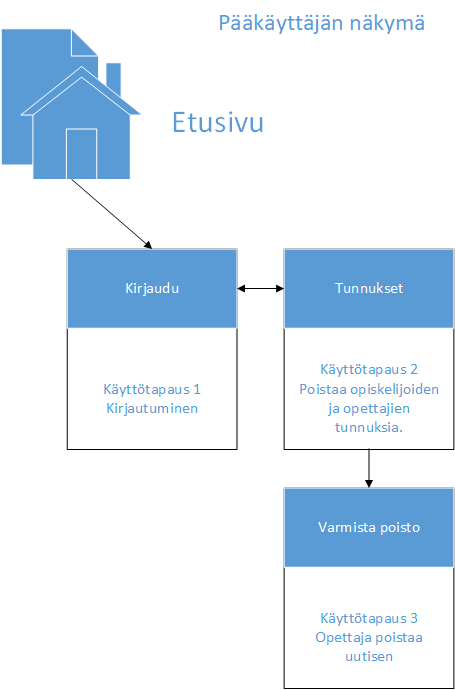 Pääkäyttäjän näkymä
Etusivu
Kirjaudu
Tunnukset
Käyttötapaus 1
Kirjautuminen
Käyttötapaus 2
Poistaa opiskelijoiden
ja opettajien
tunnuksia.
Varmista poisto
Käyttötapaus 3
Opettaja poistaa
uutisen